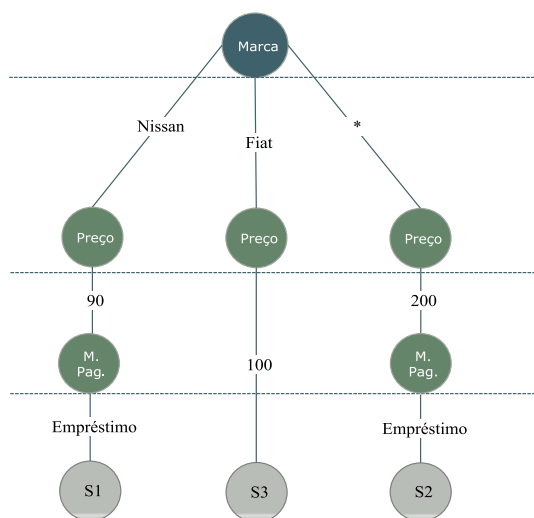 Marca
Nissan
Fiat
*
Preço
Preço
Preço
90
200
M.
Pag.
100
M.
Pag.
Empréstimo
Empréstimo
S1
S3
S2